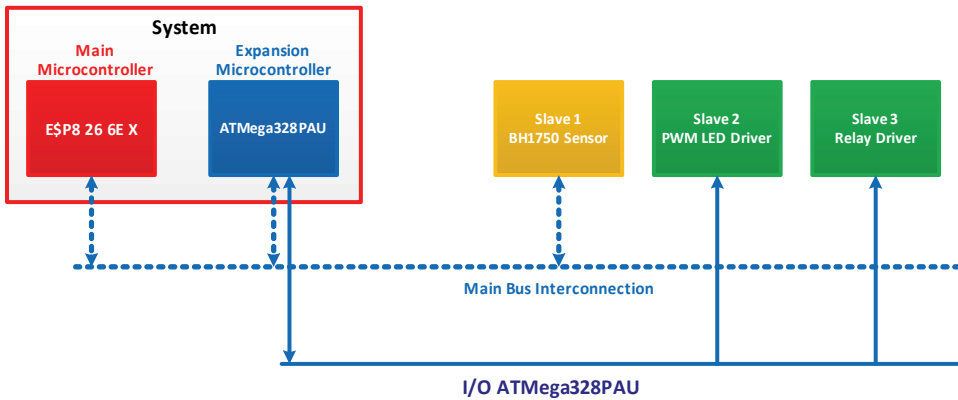 System
Main
Microcontroller
Expansion
Microcontroller
E$P8 26 6E X
ATMega328PAU
Slave 1
BH1750 Sensor
Slave 2
PWM LED Driver
Slave 3
Relay Driver
Main Bus Interconnection
I/O ATMega328PAU